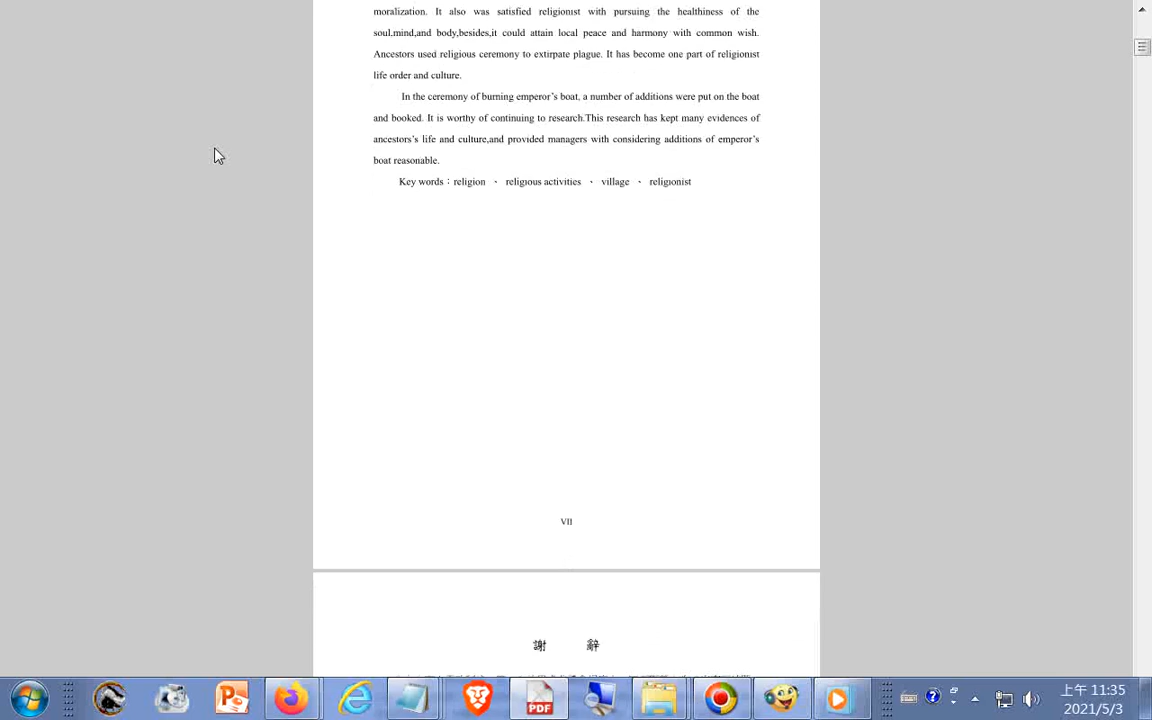 moralization. It also was satisfied religionist with pursuing the healthiness of the
soul,mind,and body,besides,it could attain local peace and harmony with common wish.
Ancestors used religious ceremony to extirpate plague. It has become one part of religionist
life order and culture.
In the ceremony of burning emperor's boat, a number of additions were put on the boat
and booked. It is worthy of continuing to research.This research has kept many evidences of
ancestors's life and culture,and provided managers with considering additions of emperor's
boat reasonable.
Key words：religion 、 religious activities 、 village 、 religionist
VII
謝 辭
PDF
上午 11:35
2021/5/3